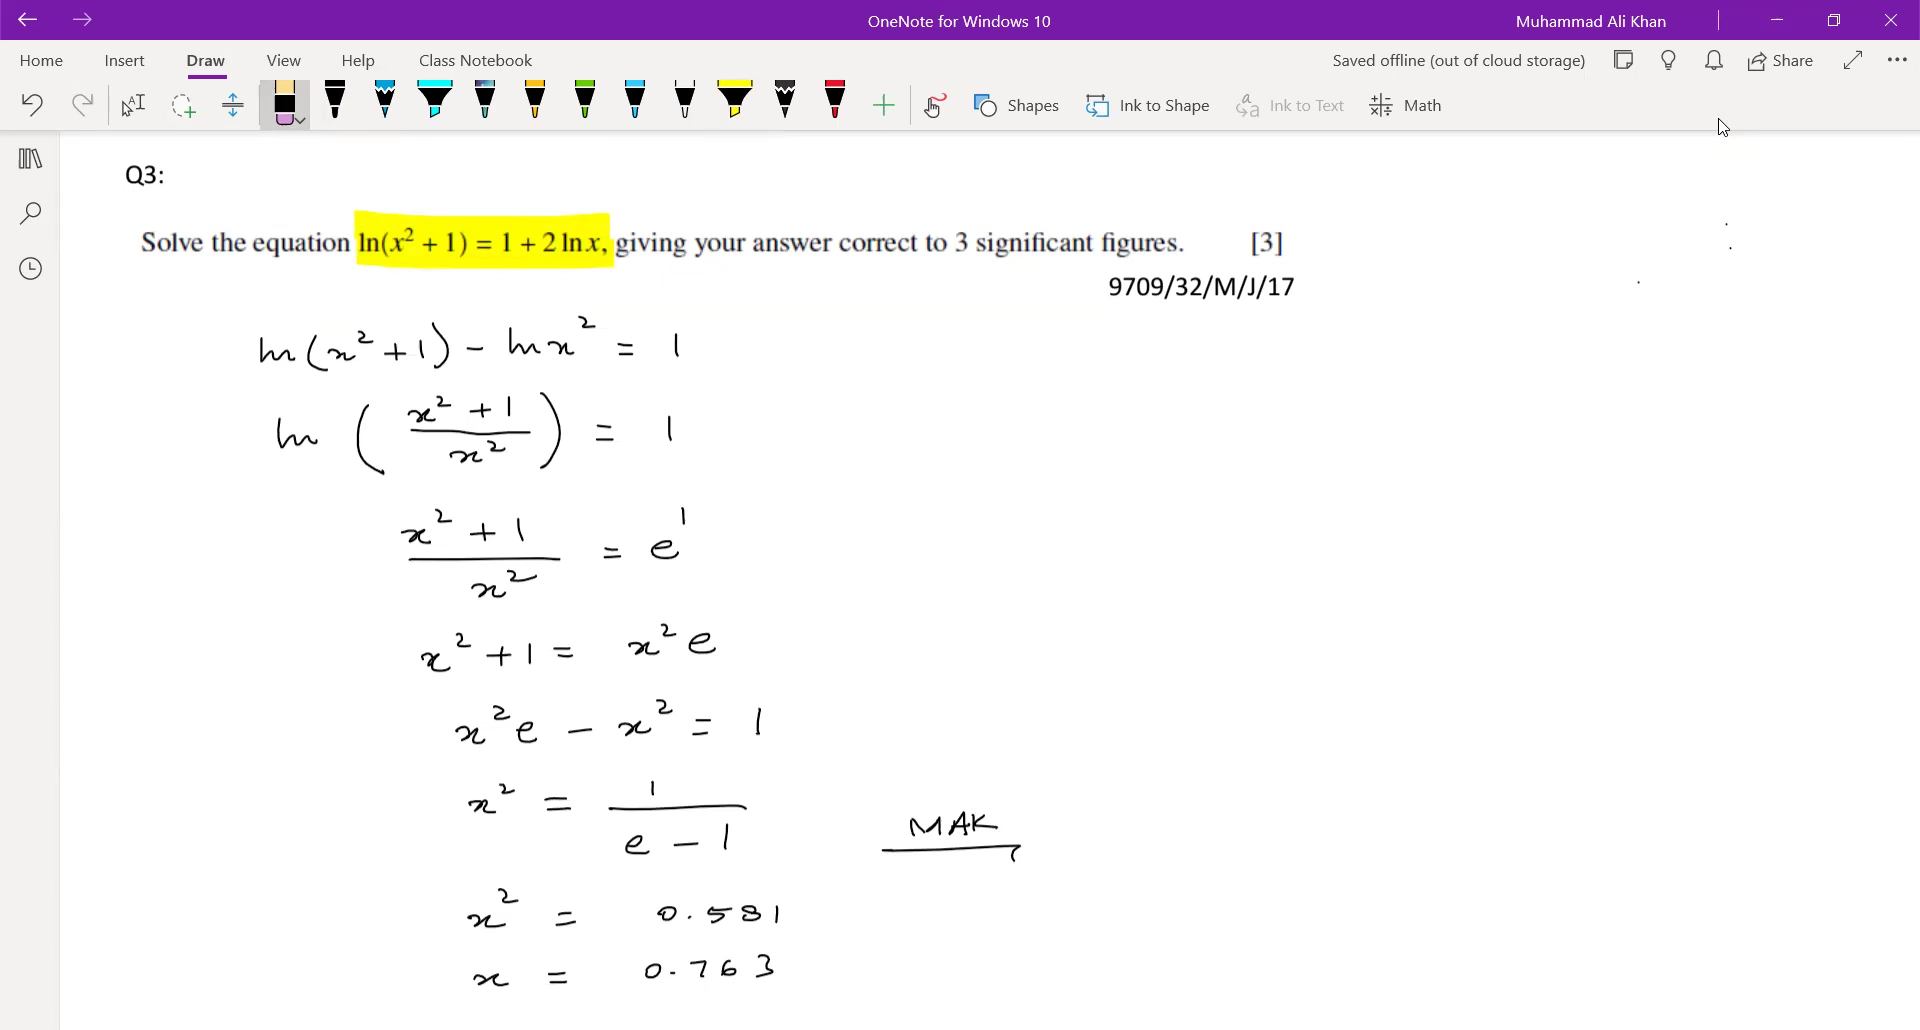 OneNote for Windows 10
Muhammad Ali Khan
Home Insert Draw View Help Class Notebook
Saved offline (out of cloud storage) Share
Shapes Ink to Shape Ink to Text Math
Q3:
Solve the equation ln(x² + 1) = 1 + 2 ln x, giving your answer correct to 3 significant figures. [3]
9709/32/M/J/17
ln(x² + 1) - ln x² = 1
ln ( (x² + 1) / x² ) = 1
(x² + 1) / x² = e¹
x² + 1 = x² e
x² e - x² = 1
x² = 1 / (e - 1)
MAK
x² = 0.581
x = 0.763